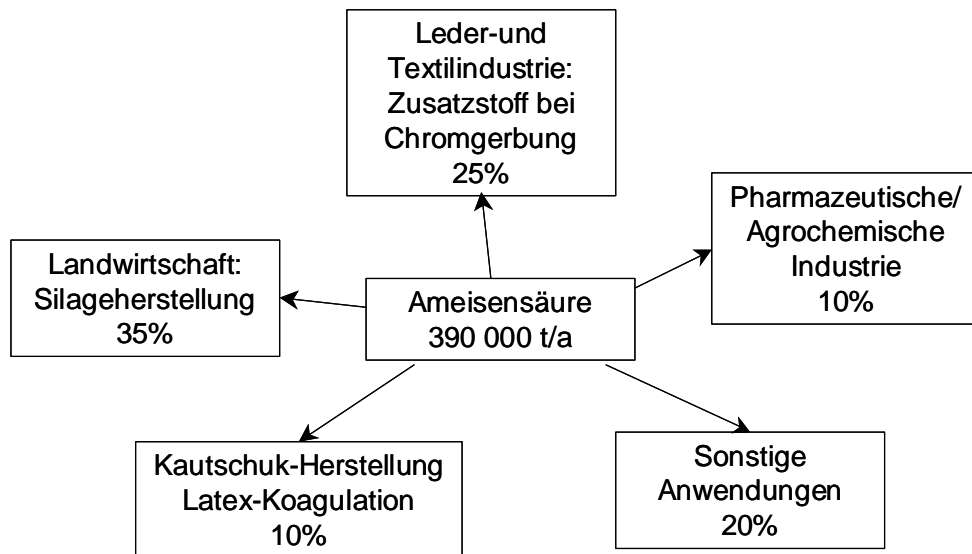 Leder-und
Textilindustrie:
Zusatzstoff bei
Chromgerbung
25%
Pharmazeutische/
Agrochemische
Industrie
10%
Landwirtschaft:
Silageherstellung
35%
Ameisensäure
390 000 t/a
Kautschuk-Herstellung
Latex-Koagulation
10%
Sonstige
Anwendungen
20%